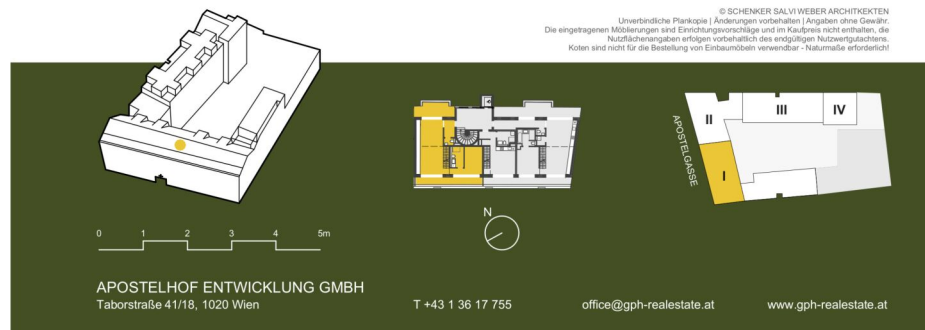 © SCHENKER SALVI WEBER ARCHITKEKTEN
Unverbindliche Plankopie | Änderungen vorbehalten | Angaben ohne Gewähr.
Die eingetragenen Möblierungen sind Einrichtungsvorschläge und im Kaufpreis nicht enthalten, die
Nutzflächenangaben erfolgen vorbehaltlich des endgültigen Nutzwertgutachtens.
Koten sind nicht für die Bestellung von Einbaumöbeln verwendbar - Naturmaße erforderlich!
II
III
IV
APOSTELGASSE
I
N
0 1 2 3 4 5m
APOSTELHOF ENTWICKLUNG GMBH
Taborstraße 41/18, 1020 Wien
T +43 1 36 17 755
office@gph-realestate.at
www.gph-realestate.at